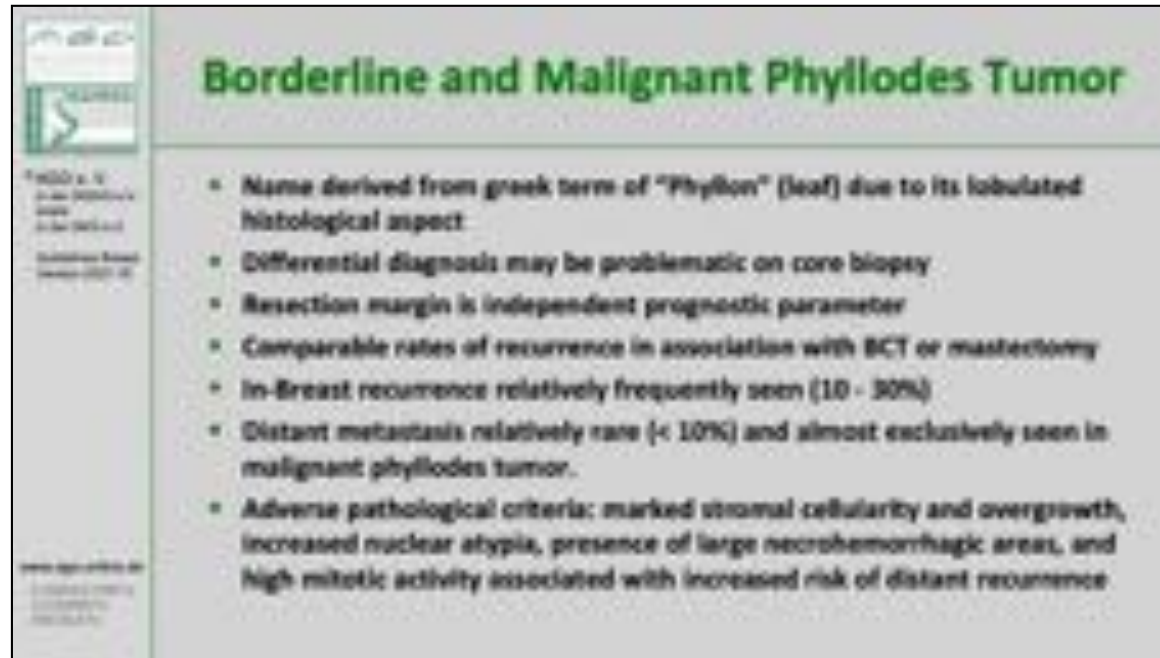 Borderline and Malignant Phyllodes Tumor
• Name derived from greek term of "Phyllon" (leaf) due to its lobulated
histological aspect
• Differential diagnosis may be problematic on core biopsy
• Resection margin is independent prognostic parameter
• Comparable rates of recurrence in association with BCT or mastectomy
• In-Breast recurrence relatively frequently seen (10 - 30%)
• Distant metastasis relatively rare (< 10%) and almost exclusively seen in
malignant phyllodes tumor.
• Adverse pathological criteria: marked stromal cellularity and overgrowth,
increased nuclear atypia, presence of large necrohemorrhagic areas, and
high mitotic activity associated with increased risk of distant recurrence